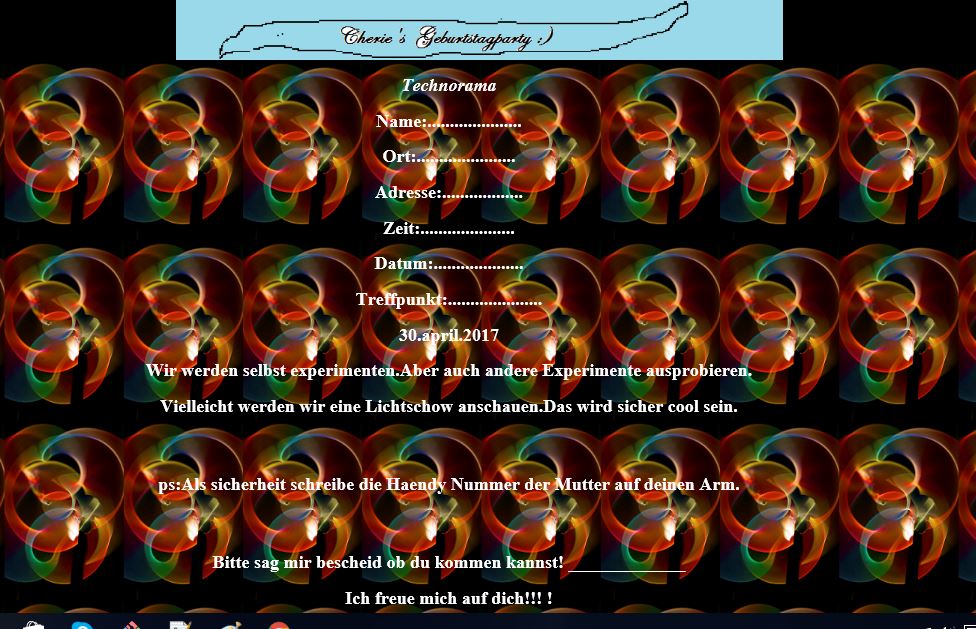 Cherie's Geburtstagparty :)
Technorama
Name:.....................
Ort:......................
Adresse:..................
Zeit:.....................
Datum:....................
Treffpunkt:.....................
30.april.2017
Wir werden selbst experimenten.Aber auch andere Experimente ausprobieren.
Vielleicht werden wir eine Lichtschow anschauen.Das wird sicher cool sein.
ps:Als sicherheit schreibe die Haendy Nummer der Mutter auf deinen Arm.
Bitte sag mir bescheid ob du kommen kannst! _____________
Ich freue mich auf dich!!! !